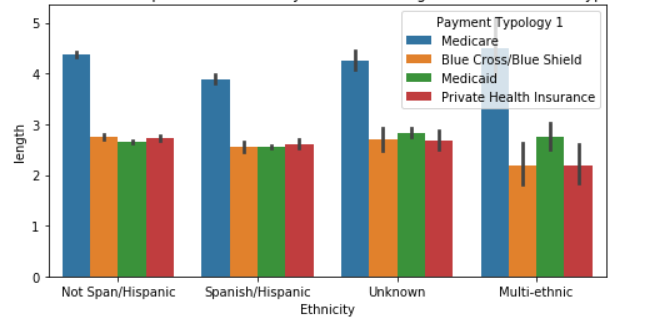 Payment Typology 1
Medicare
Blue Cross/Blue Shield
Medicaid
Private Health Insurance
length
5
4
3
2
1
0
Not Span/Hispanic
Spanish/Hispanic
Unknown
Multi-ethnic
Ethnicity